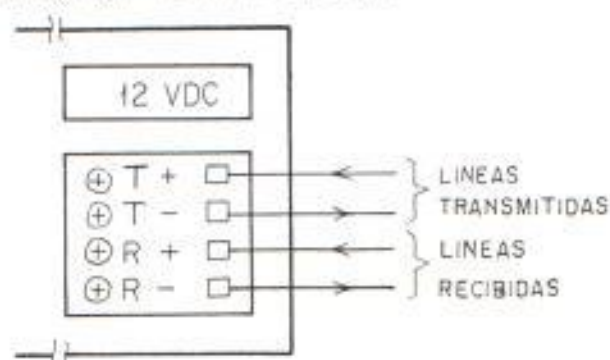 12 VDC
T +
T -
R +
R -
LINEAS
TRANSMITIDAS
LINEAS
RECIBIDAS